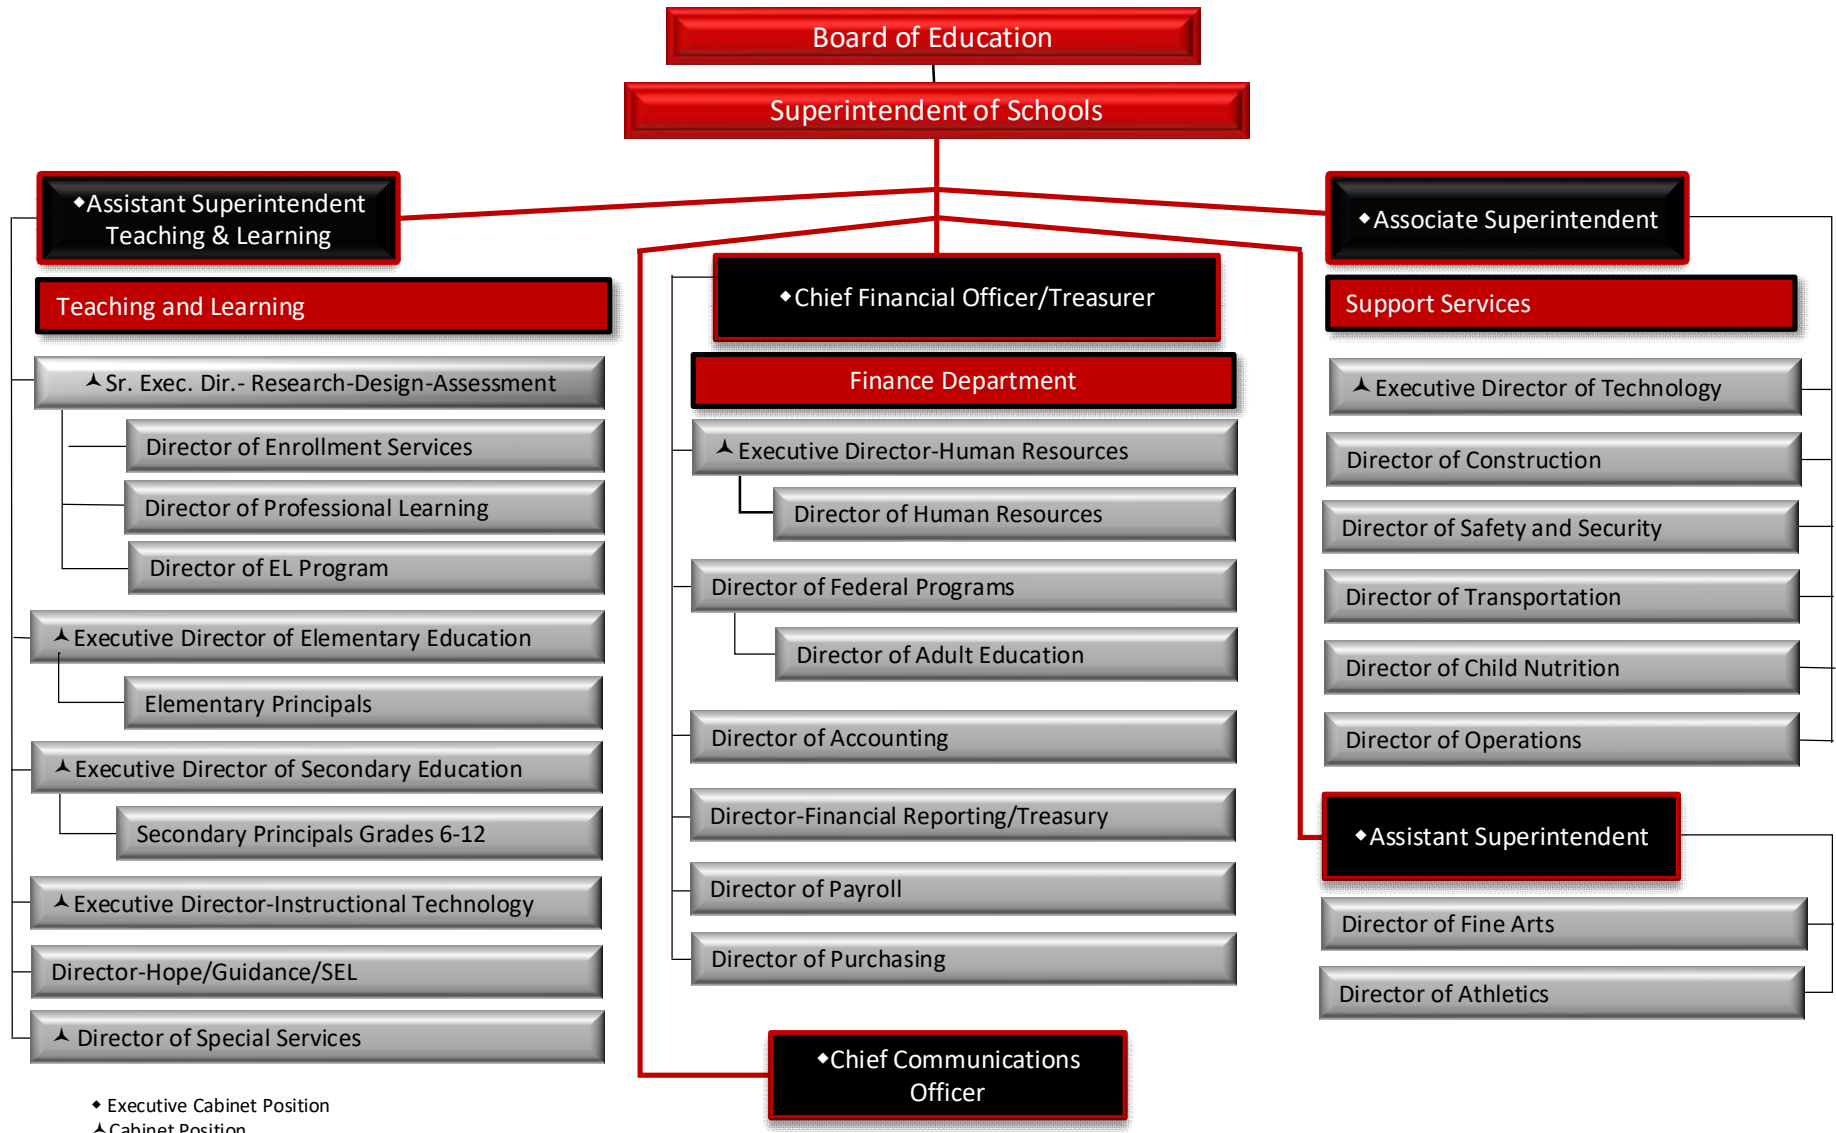 Board of Education
Superintendent of Schools
◆Assistant Superintendent
Teaching & Learning
Teaching and Learning
⅄Sr. Exec. Dir.- Research-Design-Assessment
Director of Enrollment Services
Director of Professional Learning
Director of EL Program
⅄Executive Director of Elementary Education
Elementary Principals
⅄Executive Director of Secondary Education
Secondary Principals Grades 6-12
⅄Executive Director-Instructional Technology
Director-Hope/Guidance/SEL
⅄ Director of Special Services
◆Chief Financial Officer/Treasurer
Finance Department
⅄Executive Director-Human Resources
Director of Human Resources
Director of Federal Programs
Director of Adult Education
Director of Accounting
Director-Financial Reporting/Treasury
Director of Payroll
Director of Purchasing
◆Chief Communications
Officer
◆Associate Superintendent
Support Services
⅄Executive Director of Technology
Director of Construction
Director of Safety and Security
Director of Transportation
Director of Child Nutrition
Director of Operations
◆Assistant Superintendent
Director of Fine Arts
Director of Athletics
◆ Executive Cabinet Position
⅄Cabinet Position